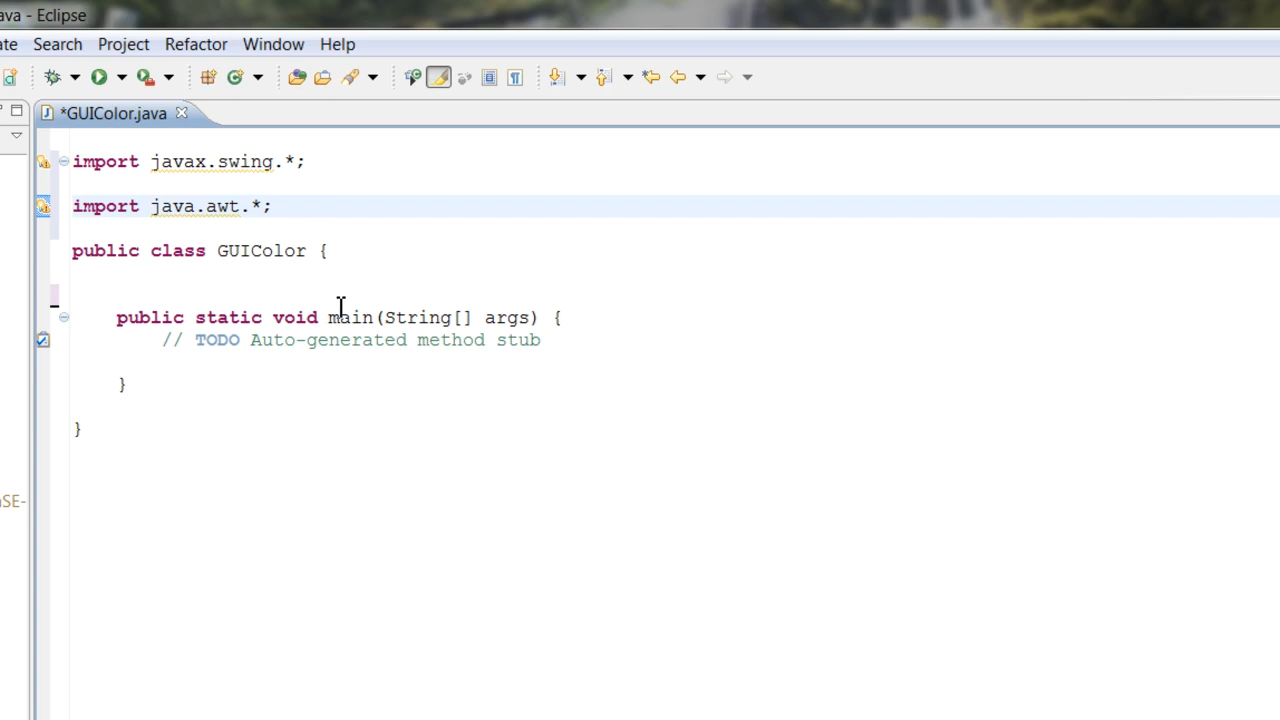 ava - Eclipse
ate Search Project Refactor Window Help
*GUIColor.java
import javax.swing.*;
import java.awt.*;
public class GUIColor {
public static void main(String[] args) {
// TODO Auto-generated method stub
}
}
SE-